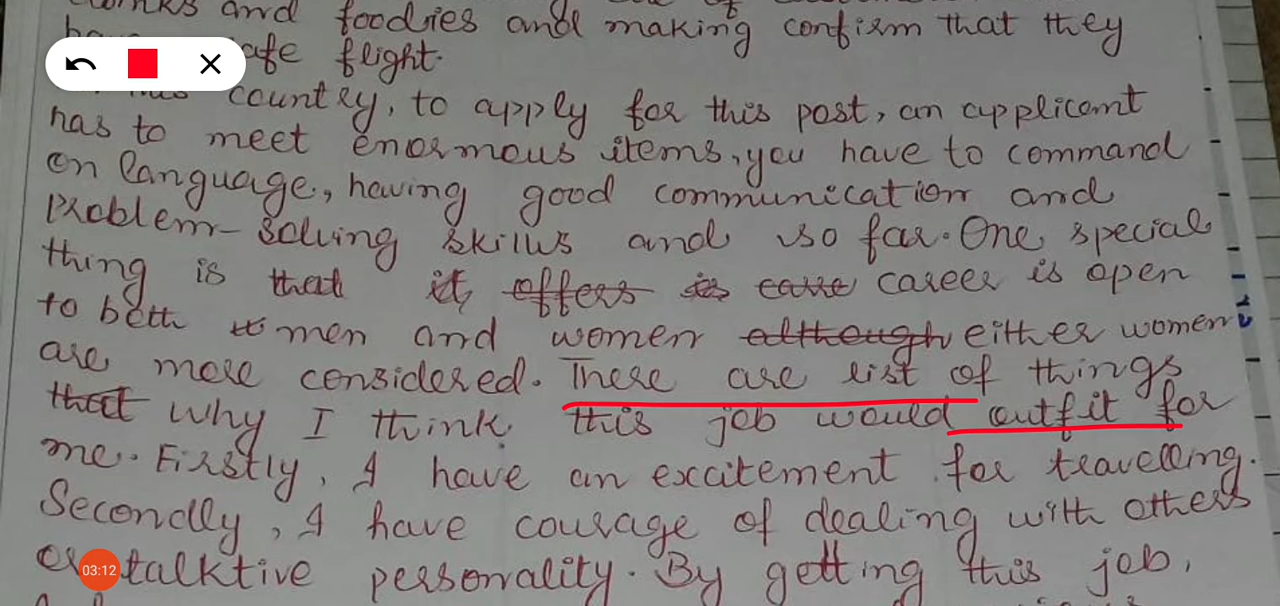 and foodies and making confirm that they
safe flight.
country, to apply for this post, an applicant
has to meet enormous items, you have to command
on language, having good communication and
problem-solving skills and so far. One special
thing is that it offers is care career is open
to both to men and women although either women
are more considered. There are list of things
that why I think this job would outfit for
me. Firstly, I have an excitement for travelling.
Secondly, I have courage of dealing with others
or talktive personality. By getting this job,
03:12